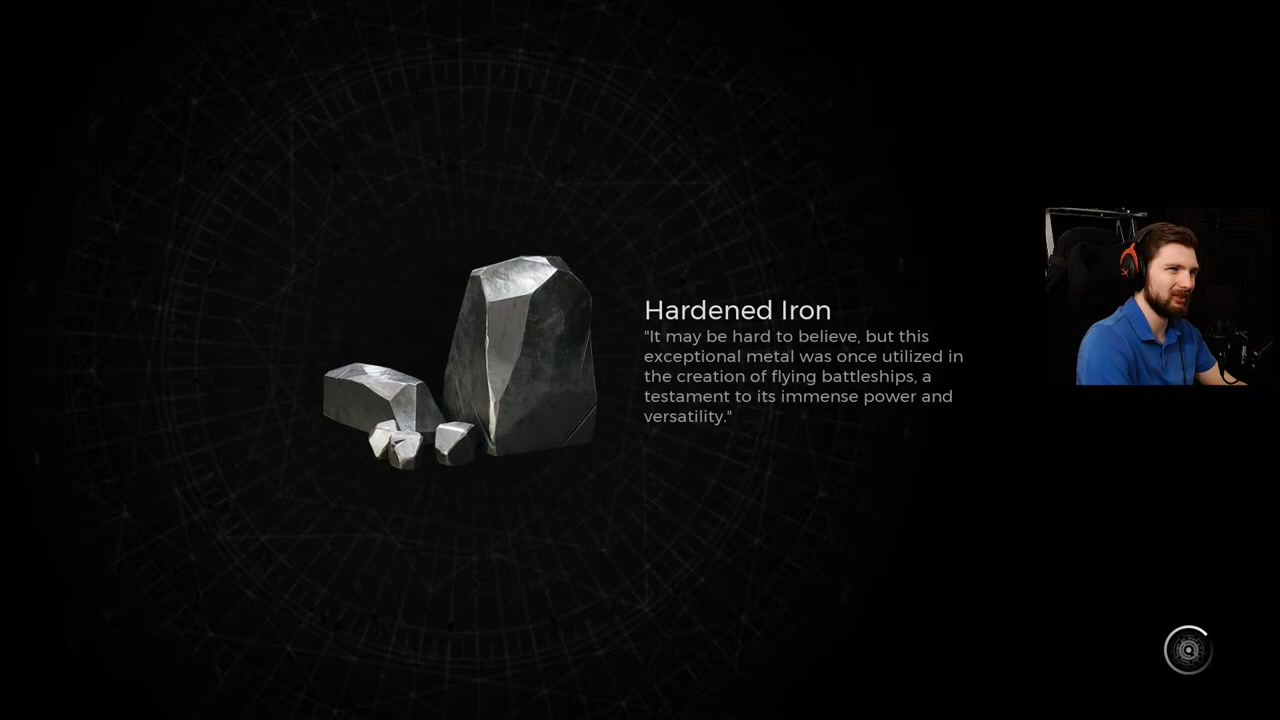 Hardened Iron
"It may be hard to believe, but this
exceptional metal was once utilized in
the creation of flying battleships, a
testament to its immense power and
versatility."